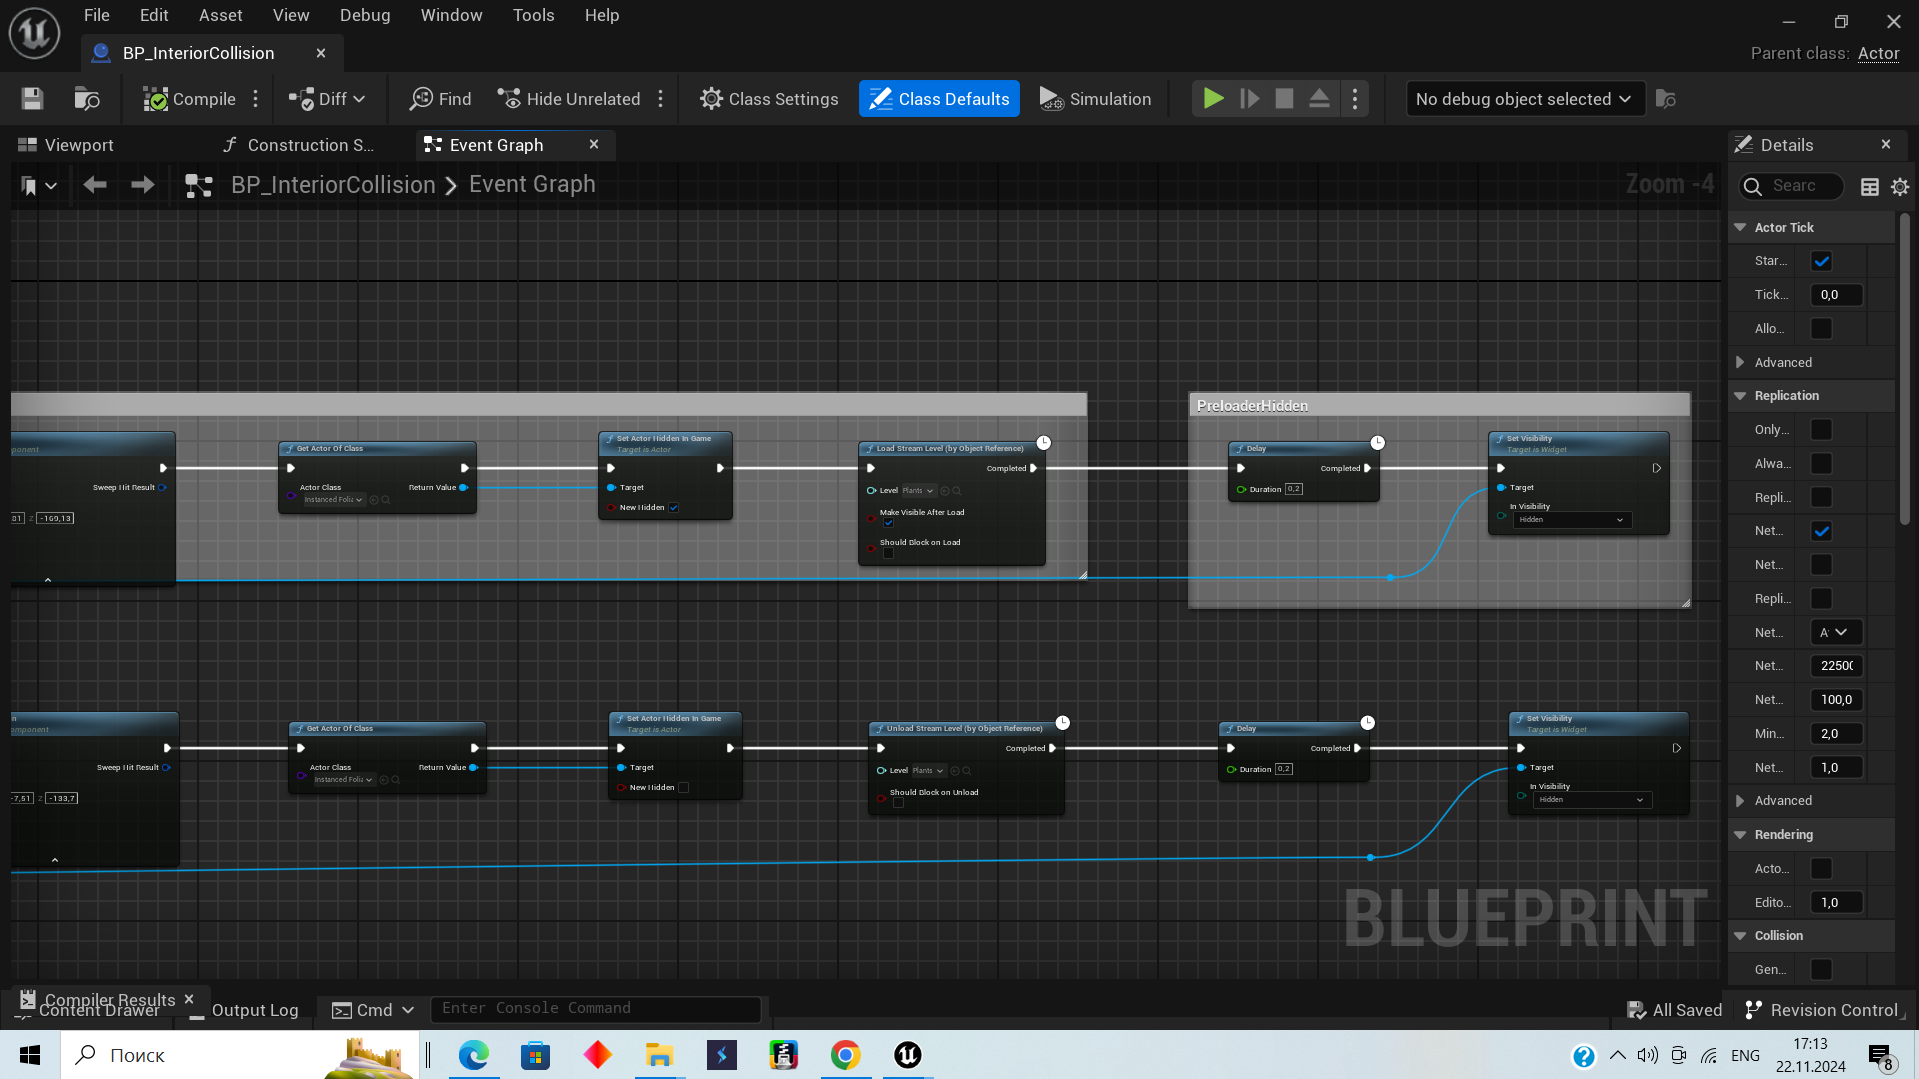 File Edit Asset View Debug Window Tools Help
BP_InteriorCollision
Parent class: Actor
Compile Diff Find Hide Unrelated Class Settings Class Defaults Simulation No debug object selected
Viewport Construction S... Event Graph Details
BP_InteriorCollision > Event Graph
Zoom -4
Searc
Actor Tick
Star...
Tick... 0,0
Allo...
Advanced
Replication
Only...
Alwa...
Repli...
Net...
Net...
Repli...
Net... A
Net... 2250
Net... 100,0
Min... 2,0
Net... 1,0
Advanced
Rendering
Acto...
Edito... 1,0
Collision
Gen...
PreloaderHidden
ponent
Sweep Hit Result
31 Z -169,13
Get Actor Of Class
Actor Class
Instanced Folia
Return Value
Set Actor Hidden In Game
Target is Actor
Target
New Hidden
Load Stream Level (by Object Reference)
Completed
Level Plants
Make Visible After Load
Should Block on Load
Delay
Completed
Duration 0,2
Set Visibility
Target is Widget
Target
In Visibility
Hidden
n
omponent
Sweep Hit Result
-7,51 Z -133,7
Get Actor Of Class
Actor Class
Instanced Folia
Return Value
Set Actor Hidden In Game
Target is Actor
Target
New Hidden
Unload Stream Level (by Object Reference)
Completed
Level Plants
Should Block on Unload
Delay
Completed
Duration 0,2
Set Visibility
Target is Widget
Target
In Visibility
Hidden
BLUEPRINT
Compiler Results
Content Drawer Output Log Cmd Enter Console Command All Saved Revision Control
Поиск
ENG
17:13
22.11.2024
8